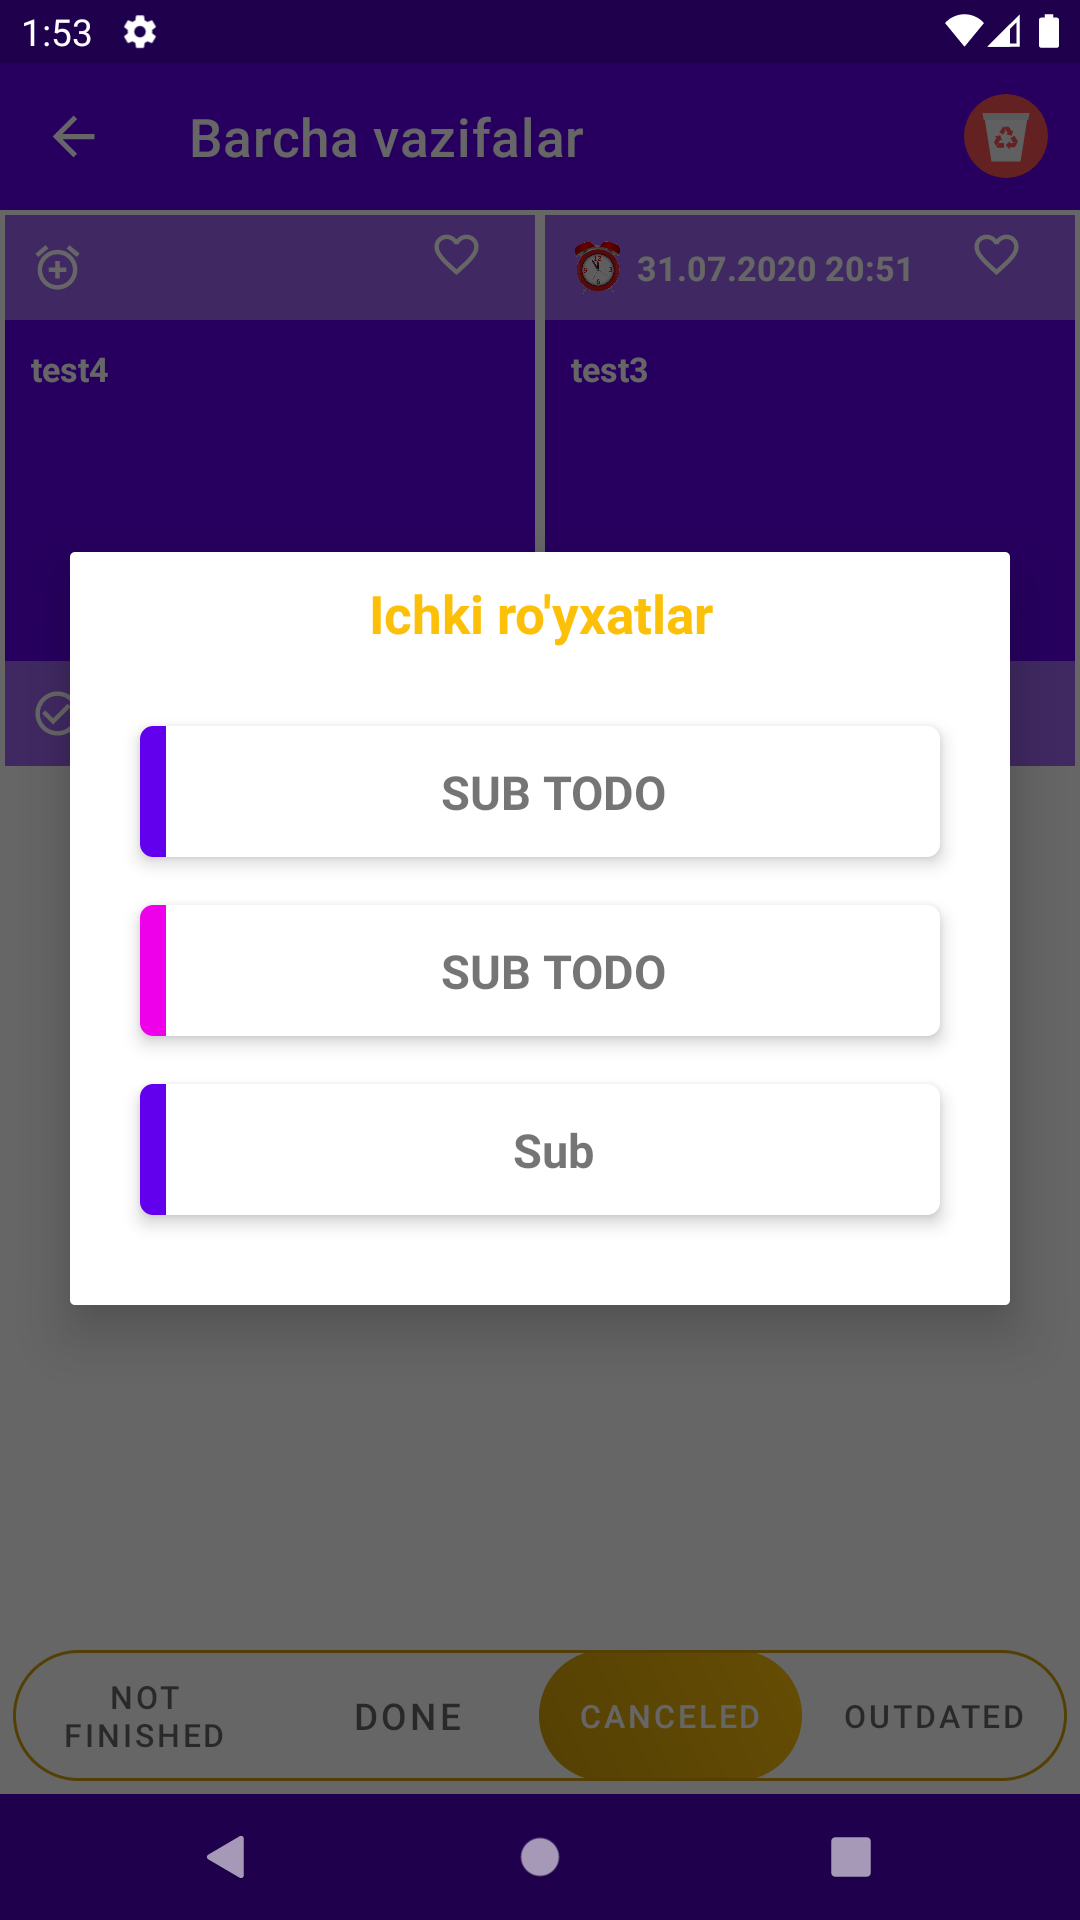 1:53
Barcha vazifalar
31.07.2020 20:51
test4
test3
Ichki ro'yxatlar
SUB TODO
SUB TODO
Sub
NOT
FINISHED
DONE
CANCELED
OUTDATED